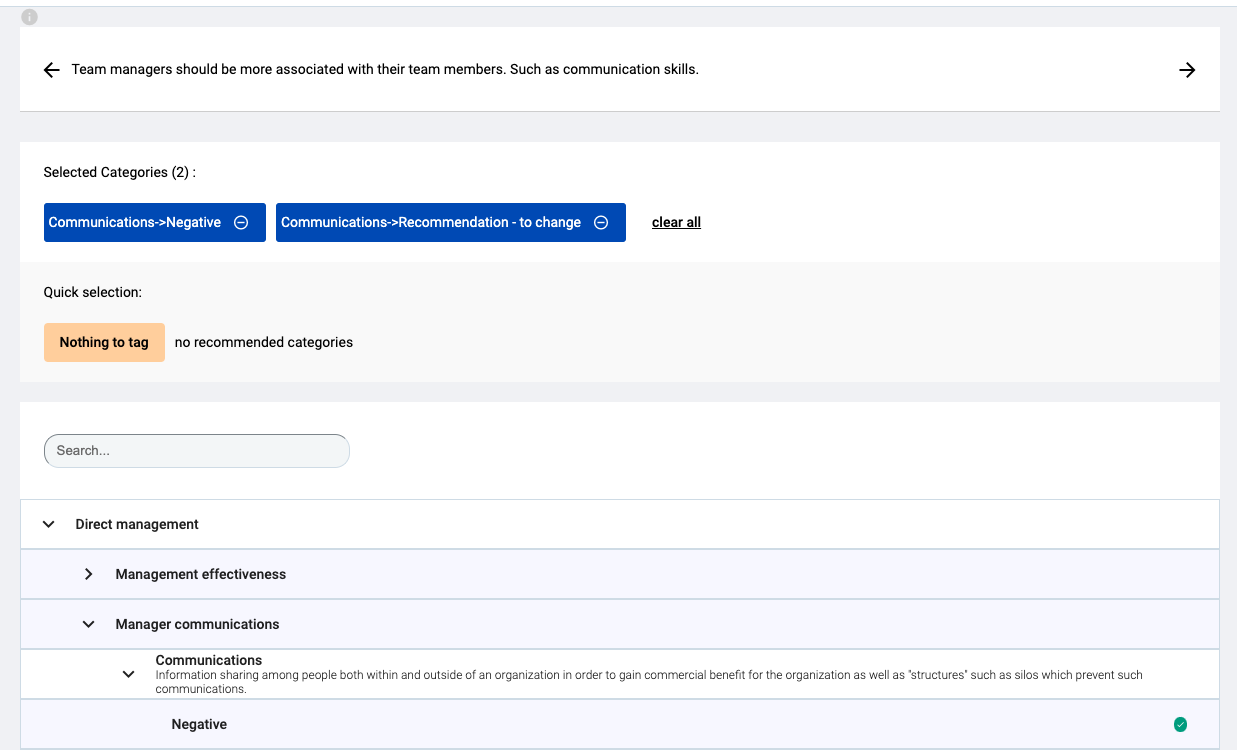 Team managers should be more associated with their team members. Such as communication skills.
Selected Categories (2) :
Communications->Negative
Communications->Recommendation - to change
clear all
Quick selection:
Nothing to tag
no recommended categories
Search...
Direct management
Management effectiveness
Manager communications
Communications
Information sharing among people both within and outside of an organization in order to gain commercial benefit for the organization as well as "structures" such as silos which prevent such
communications.
Negative